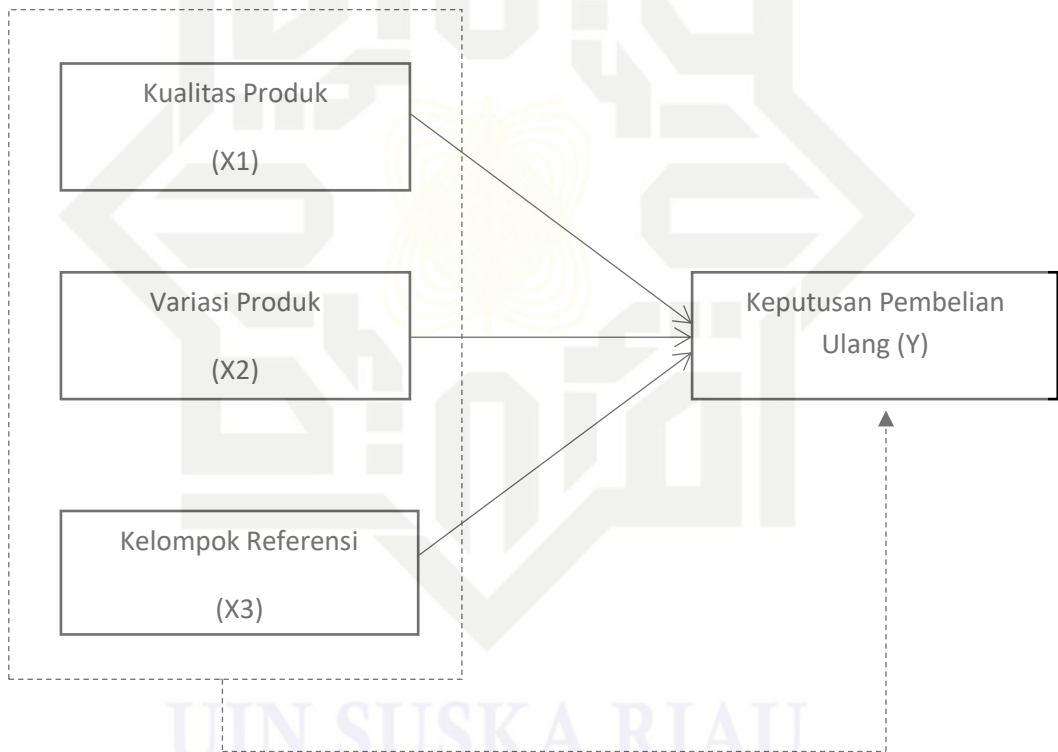 Kualitas Produk
(X1)
Variasi Produk
(X2)
Kelompok Referensi
(X3)
Keputusan Pembelian
Ulang (Y)
UIN SUSKA RIAU